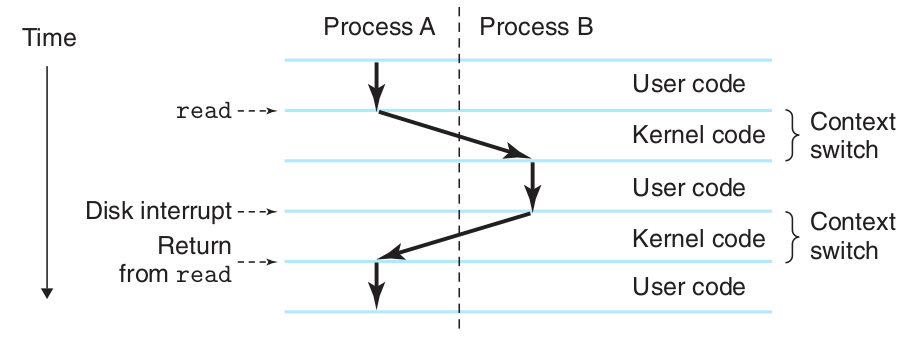 Process A
Process B
Time
User code
read
Kernel code
Context
switch
User code
Disk interrupt
Return
from read
Kernel code
Context
switch
User code